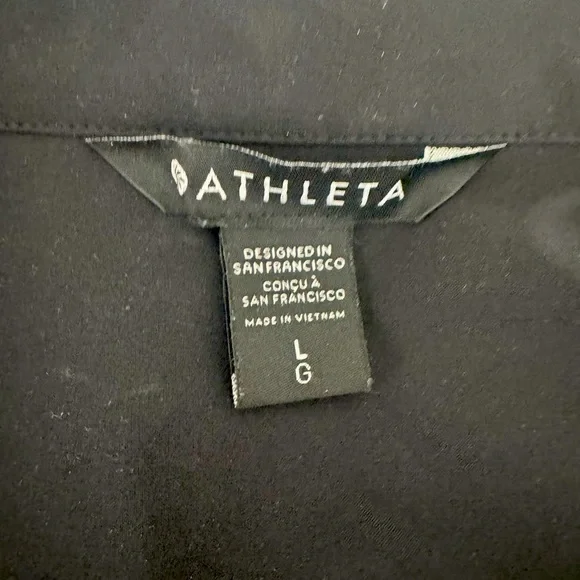 ATHLETA
DESIGNED IN
SAN FRANCISCO
CONÇU À
SAN FRANCISCO
MADE IN VIETNAM
L
G